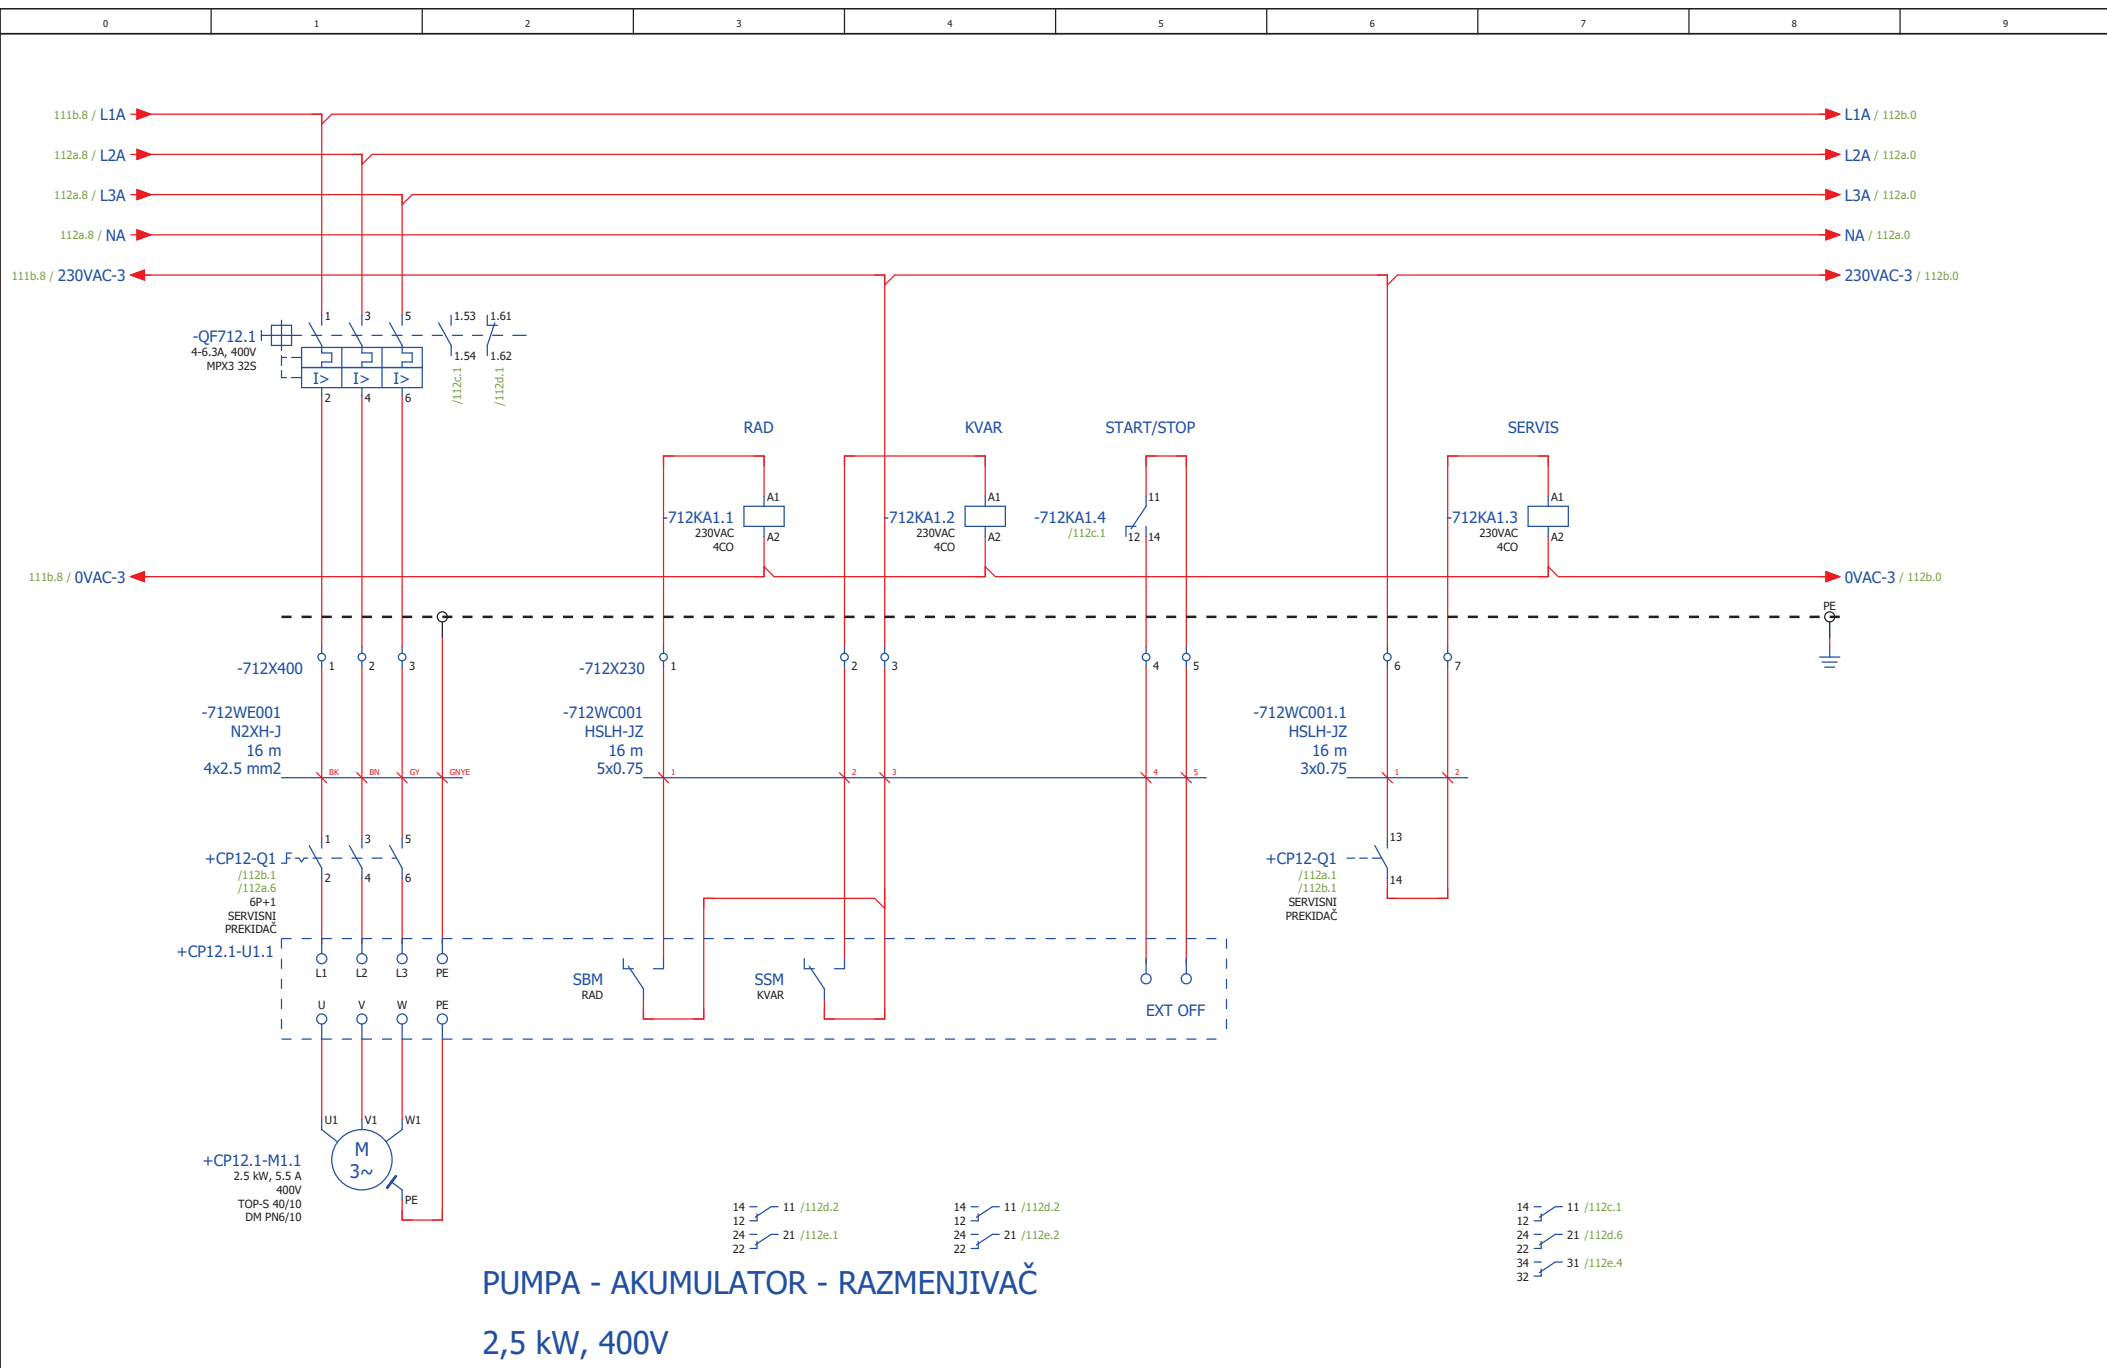 0 1 2 3 4 5 6 7 8 9
111b.8 / L1A
L1A / 112b.0
112a.8 / L2A
L2A / 112a.0
112a.8 / L3A
L3A / 112a.0
112a.8 / NA
NA / 112a.0
111b.8 / 230VAC-3
230VAC-3 / 112b.0
-QF712.1
4-6.3A, 400V
MPX3 32S
1 3 5 1.53 1.61
1.54 1.62
I> I> I>
2 4 6
/112c.1
/112d.1
RAD
KVAR
START/STOP
SERVIS
-712KA1.1
230VAC
4CO
A1
A2
-712KA1.2
230VAC
4CO
A1
A2
-712KA1.4
/112c.1
11
12 14
-712KA1.3
230VAC
4CO
A1
A2
111b.8 / 0VAC-3
0VAC-3 / 112b.0
PE
-712X400
1 2 3
-712X230
1 2 3 4 5 6 7
-712WE001
N2XH-J
16 m
4x2.5 mm2
BK BN GY GNYE
-712WC001
HSLH-JZ
16 m
5x0.75
1 2 3 4 5
-712WC001.1
HSLH-JZ
16 m
3x0.75
1 2
+CP12-Q1
/112b.1
/112a.6
6P+1
SERVISNI
PREKIDAČ
1 3 5
2 4 6
+CP12-Q1
/112a.1
/112b.1
SERVISNI
PREKIDAČ
13
14
+CP12.1-U1.1
L1 L2 L3 PE
U V W PE
SBM
RAD
SSM
KVAR
EXT OFF
U1 V1 W1
M
3~
PE
+CP12.1-M1.1
2.5 kW, 5.5 A
400V
TOP-S 40/10
DM PN6/10
14 11 /112d.2
12
24 21 /112e.1
22
14 11 /112d.2
12
24 21 /112e.2
22
14 11 /112c.1
12
24 21 /112d.6
22
34 31 /112e.4
32
PUMPA - AKUMULATOR - RAZMENJIVAČ
2,5 kW, 400V